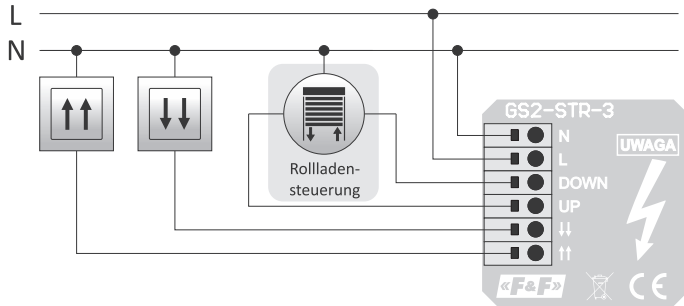 L
N
GS2-STR-3
N
UWAGA
L
DOWN
UP
Rollladen-
steuerung
↓↓
↑↑
«F&F»
CE